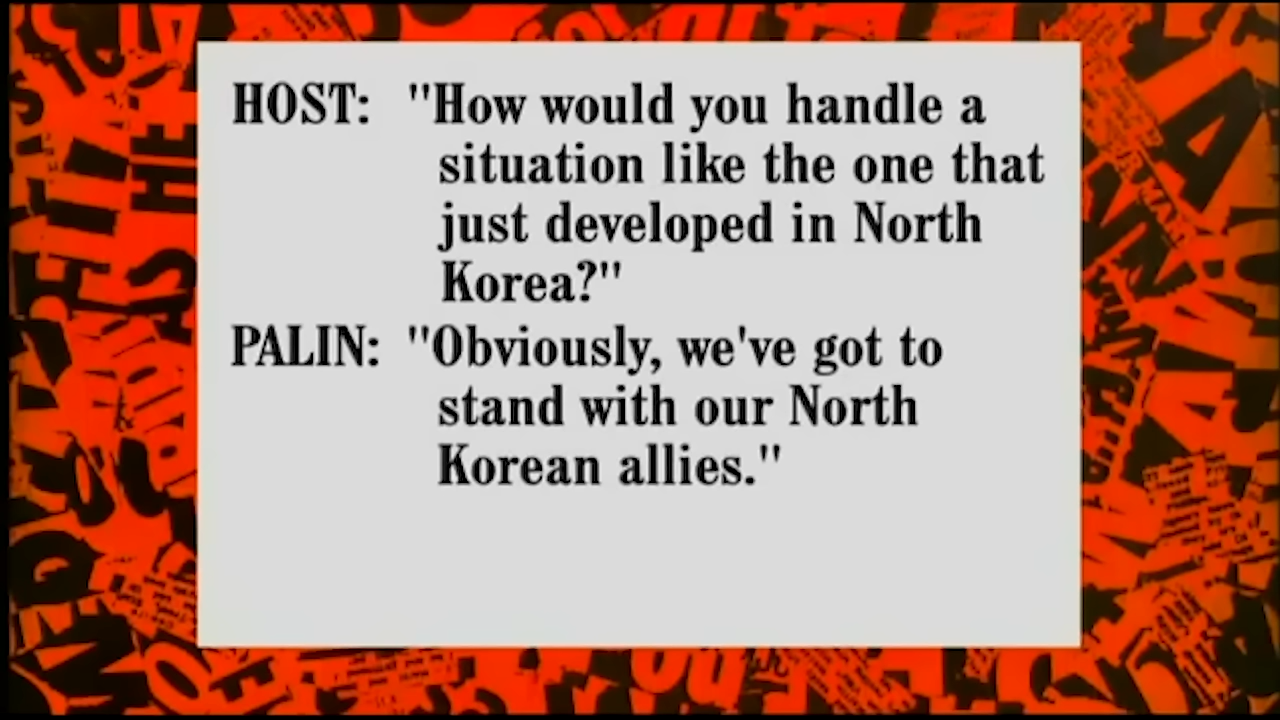 HOST: "How would you handle a
situation like the one that
just developed in North
Korea?"
PALIN: "Obviously, we've got to
stand with our North
Korean allies."